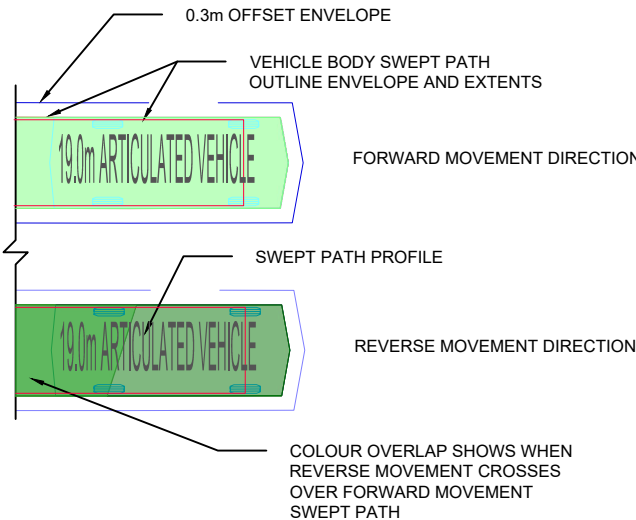 0.3m OFFSET ENVELOPE
VEHICLE BODY SWEPT PATH
OUTLINE ENVELOPE AND EXTENTS
19.0m ARTICULATED VEHICLE
FORWARD MOVEMENT DIRECTION
SWEPT PATH PROFILE
19.0m ARTICULATED VEHICLE
REVERSE MOVEMENT DIRECTION
COLOUR OVERLAP SHOWS WHEN
REVERSE MOVEMENT CROSSES
OVER FORWARD MOVEMENT
SWEPT PATH